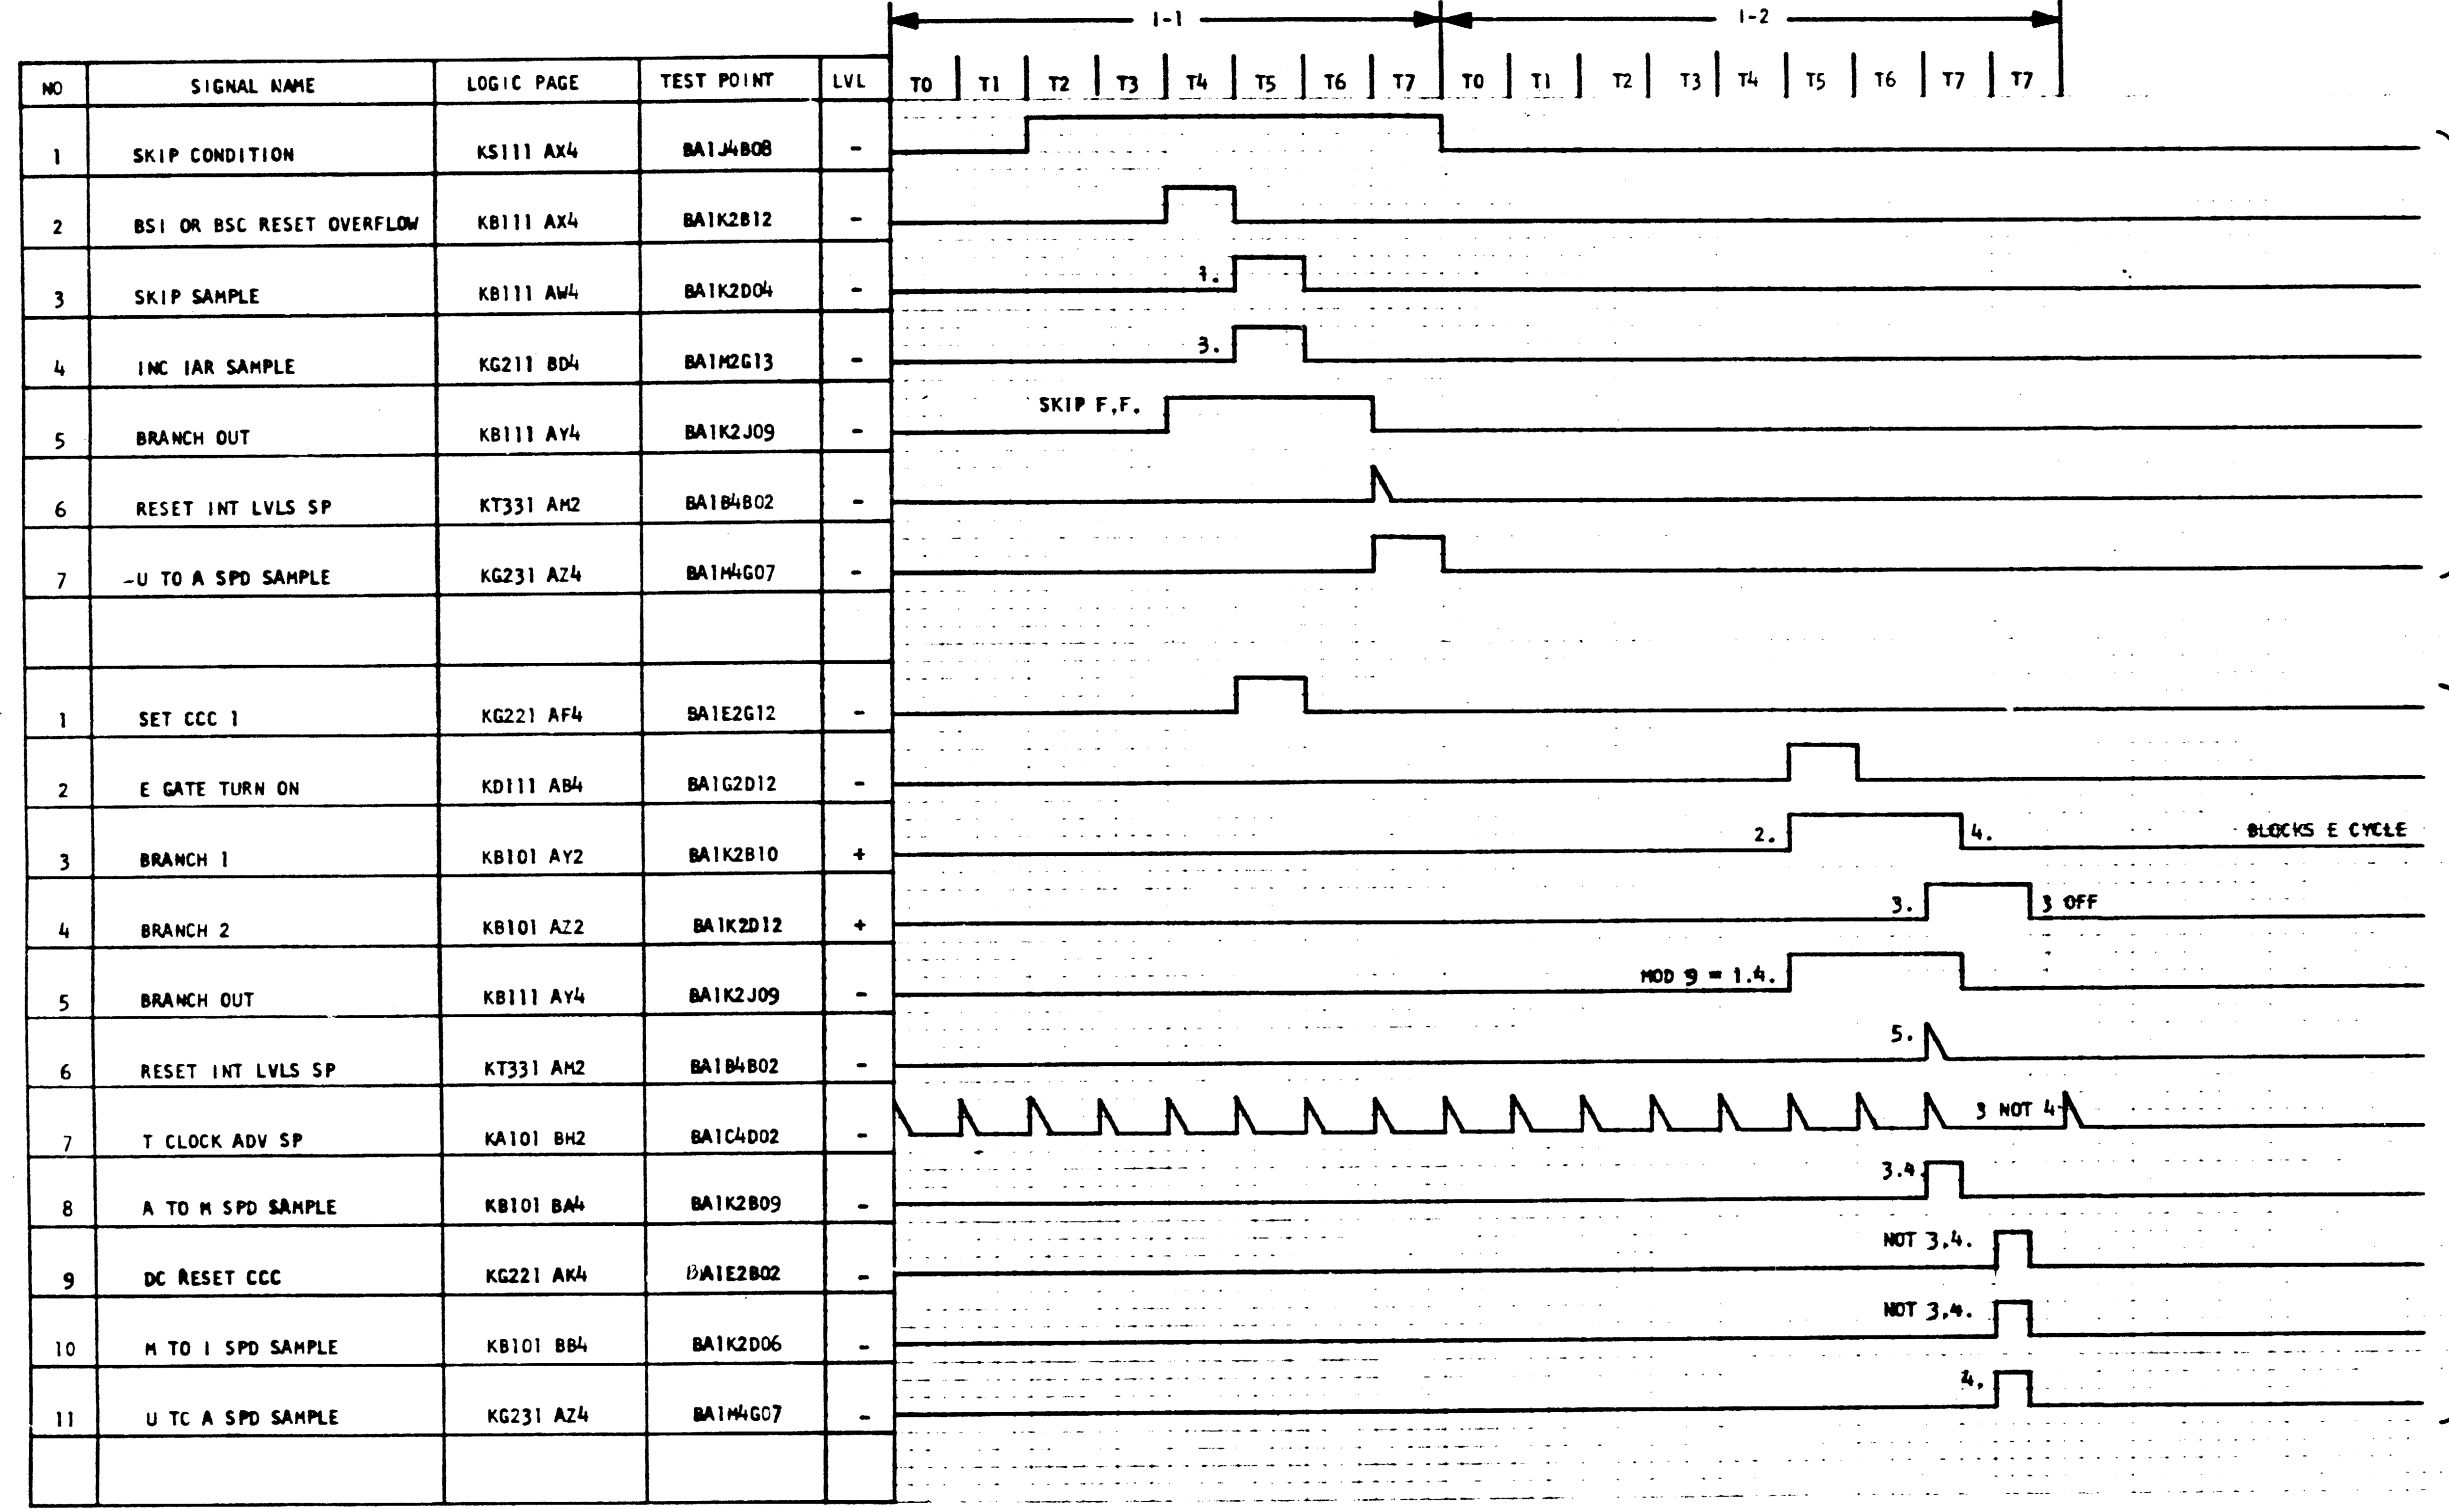 I-1 I-2
NO SIGNAL NAME LOGIC PAGE TEST POINT LVL T0 T1 T2 T3 T4 T5 T6 T7 T0 T1 T2 T3 T4 T5 T6 T7 T7
1 SKIP CONDITION KS111 AX4 BA1J4B08 -
2 BSI OR BSC RESET OVERFLOW KB111 AX4 BA1K2B12 -
3 SKIP SAMPLE KB111 AW4 BA1K2D04 - 1.
4 INC IAR SAMPLE KG211 BD4 BA1M2G13 - 3.
5 BRANCH OUT KB111 AY4 BA1K2J09 - SKIP F.F.
6 RESET INT LVLS SP KT331 AM2 BA1B4B02 -
7 -U TO A SPD SAMPLE KG231 AZ4 BA1M4G07 -
1 SET CCC 1 KG221 AF4 BA1E2G12 -
2 E GATE TURN ON KD111 AB4 BA1G2D12 -
3 BRANCH 1 KB101 AY2 BA1K2B10 + 2. 4. BLOCKS E CYCLE
4 BRANCH 2 KB101 AZ2 BA1K2D12 + 3. 3 OFF
5 BRANCH OUT KB111 AY4 BA1K2J09 - MOD 9 = 1.4.
6 RESET INT LVLS SP KT331 AM2 BA1B4B02 - 5.
7 T CLOCK ADV SP KA101 BH2 BA1C4D02 - 3 NOT 4
8 A TO M SPD SAMPLE KB101 BA4 BA1K2B09 - 3.4
9 DC RESET CCC KG221 AK4 BA1E2B02 - NOT 3.4.
10 M TO I SPD SAMPLE KB101 BB4 BA1K2D06 - NOT 3.4.
11 U TC A SPD SAMPLE KG231 AZ4 BA1M4G07 - 4.